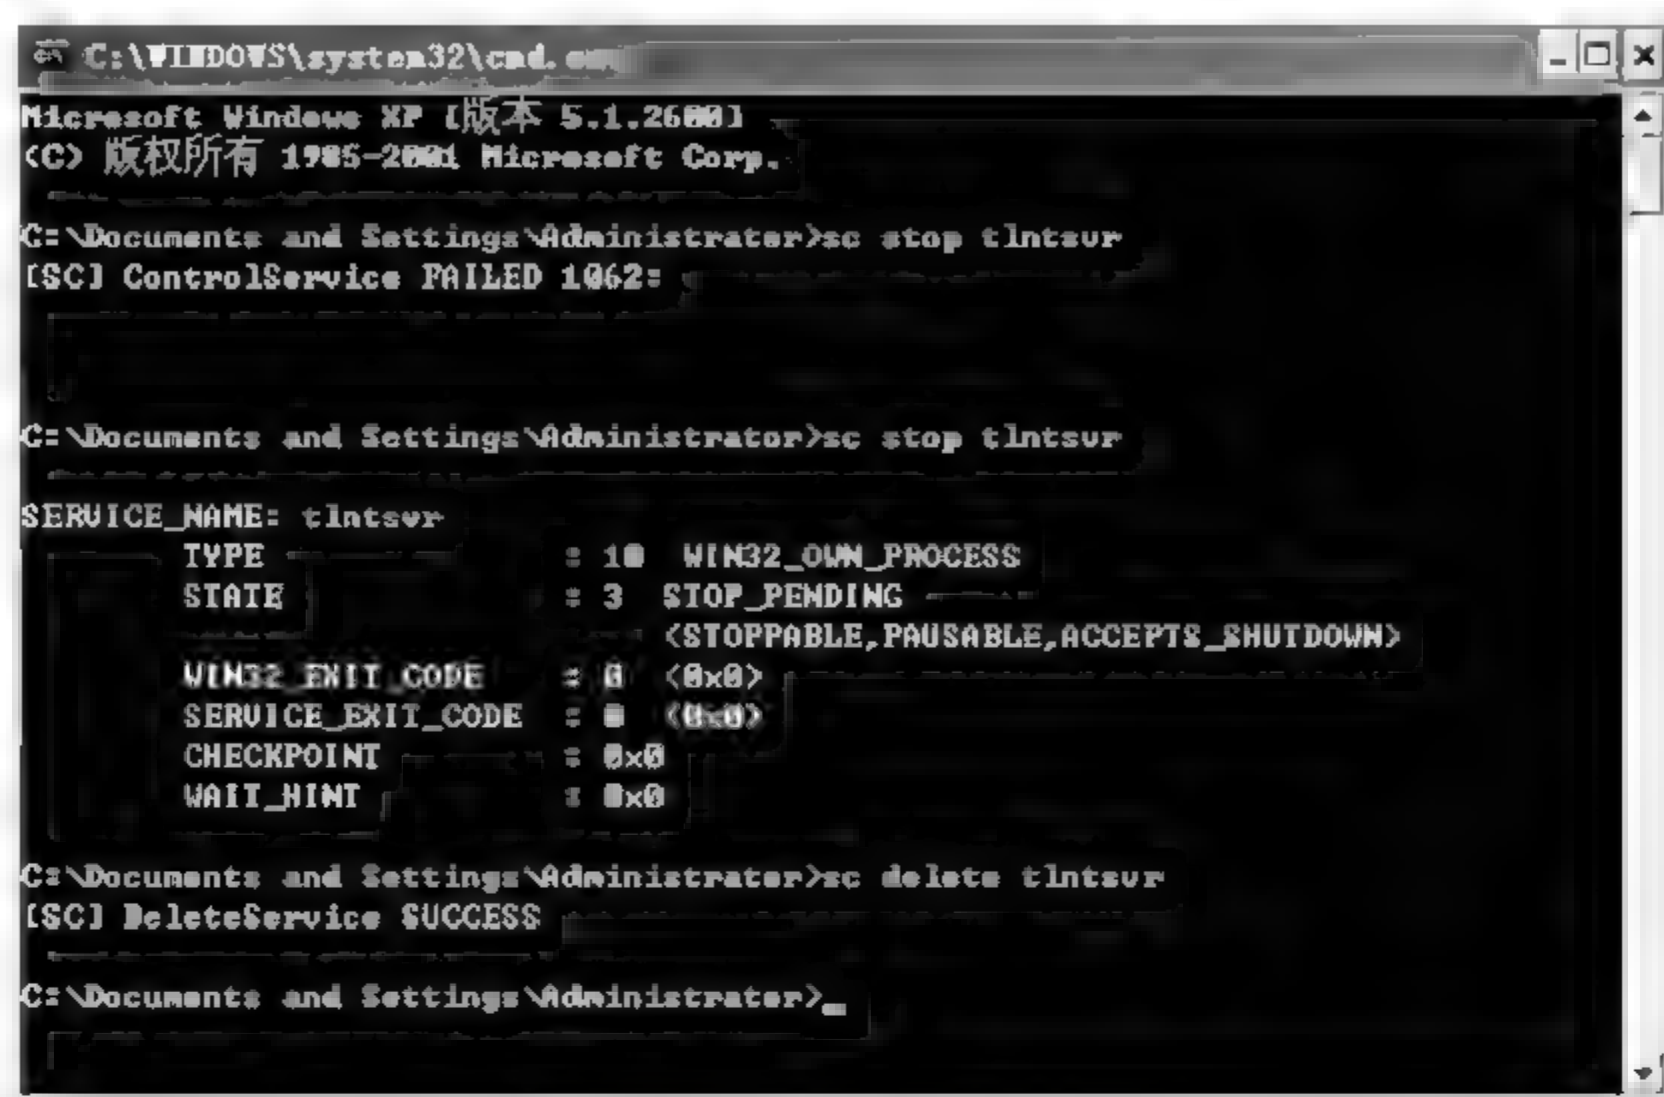 C:\WINDOWS\system32\cmd.exe
Microsoft Windows XP [版本 5.1.2600]
(C) 版权所有 1985-2001 Microsoft Corp.
C:\Documents and Settings\Administrator>sc stop tlntsvr
[SC] ControlService FAILED 1062:
C:\Documents and Settings\Administrator>sc stop tlntsvr
SERVICE_NAME: tlntsvr
TYPE : 10 WIN32_OWN_PROCESS
STATE : 3 STOP_PENDING
(STOPPABLE,PAUSABLE,ACCEPTS_SHUTDOWN)
WIN32_EXIT_CODE : 0 (0x0)
SERVICE_EXIT_CODE : 0 (0x0)
CHECKPOINT : 0x0
WAIT_HINT : 0x0
C:\Documents and Settings\Administrator>sc delete tlntsvr
[SC] DeleteService SUCCESS
C:\Documents and Settings\Administrator>_